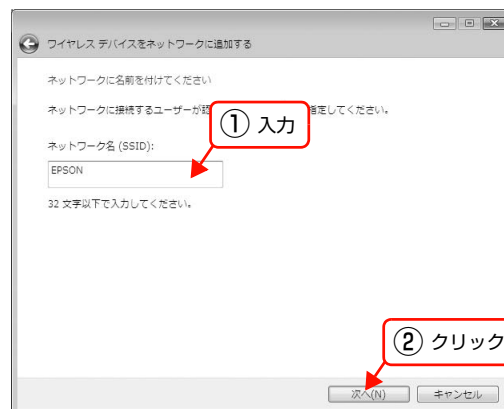 ワイヤレス デバイスをネットワークに追加する
ネットワークに名前を付けてください
ネットワークに接続するユーザーが 指定してください。
① 入力
ネットワーク名 (SSID):
EPSON
32 文字以下で入力してください。
② クリック
次へ(N) キャンセル